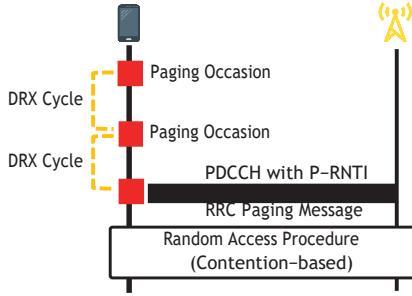 Paging Occasion
DRX Cycle
Paging Occasion
DRX Cycle
PDCCH with P-RNTI
RRC Paging Message
Random Access Procedure
(Contention-based)